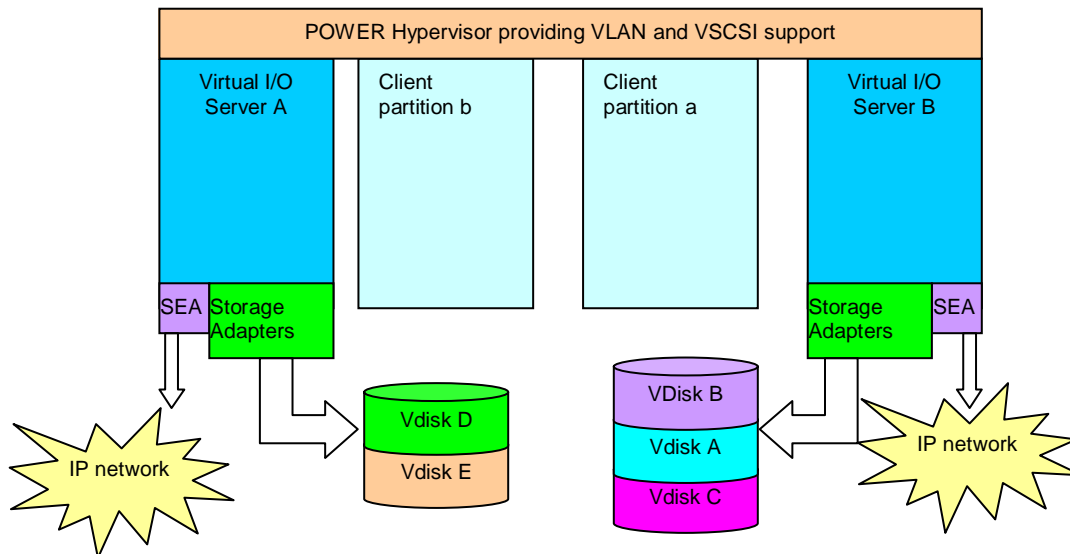 POWER Hypervisor providing VLAN and VSCSI support
Virtual I/O
Server A
Client
partition b
Client
partition a
Virtual I/O
Server B
SEA
Storage
Adapters
Storage
Adapters
SEA
VDisk B
Vdisk D
Vdisk A
IP network
IP network
Vdisk E
Vdisk C